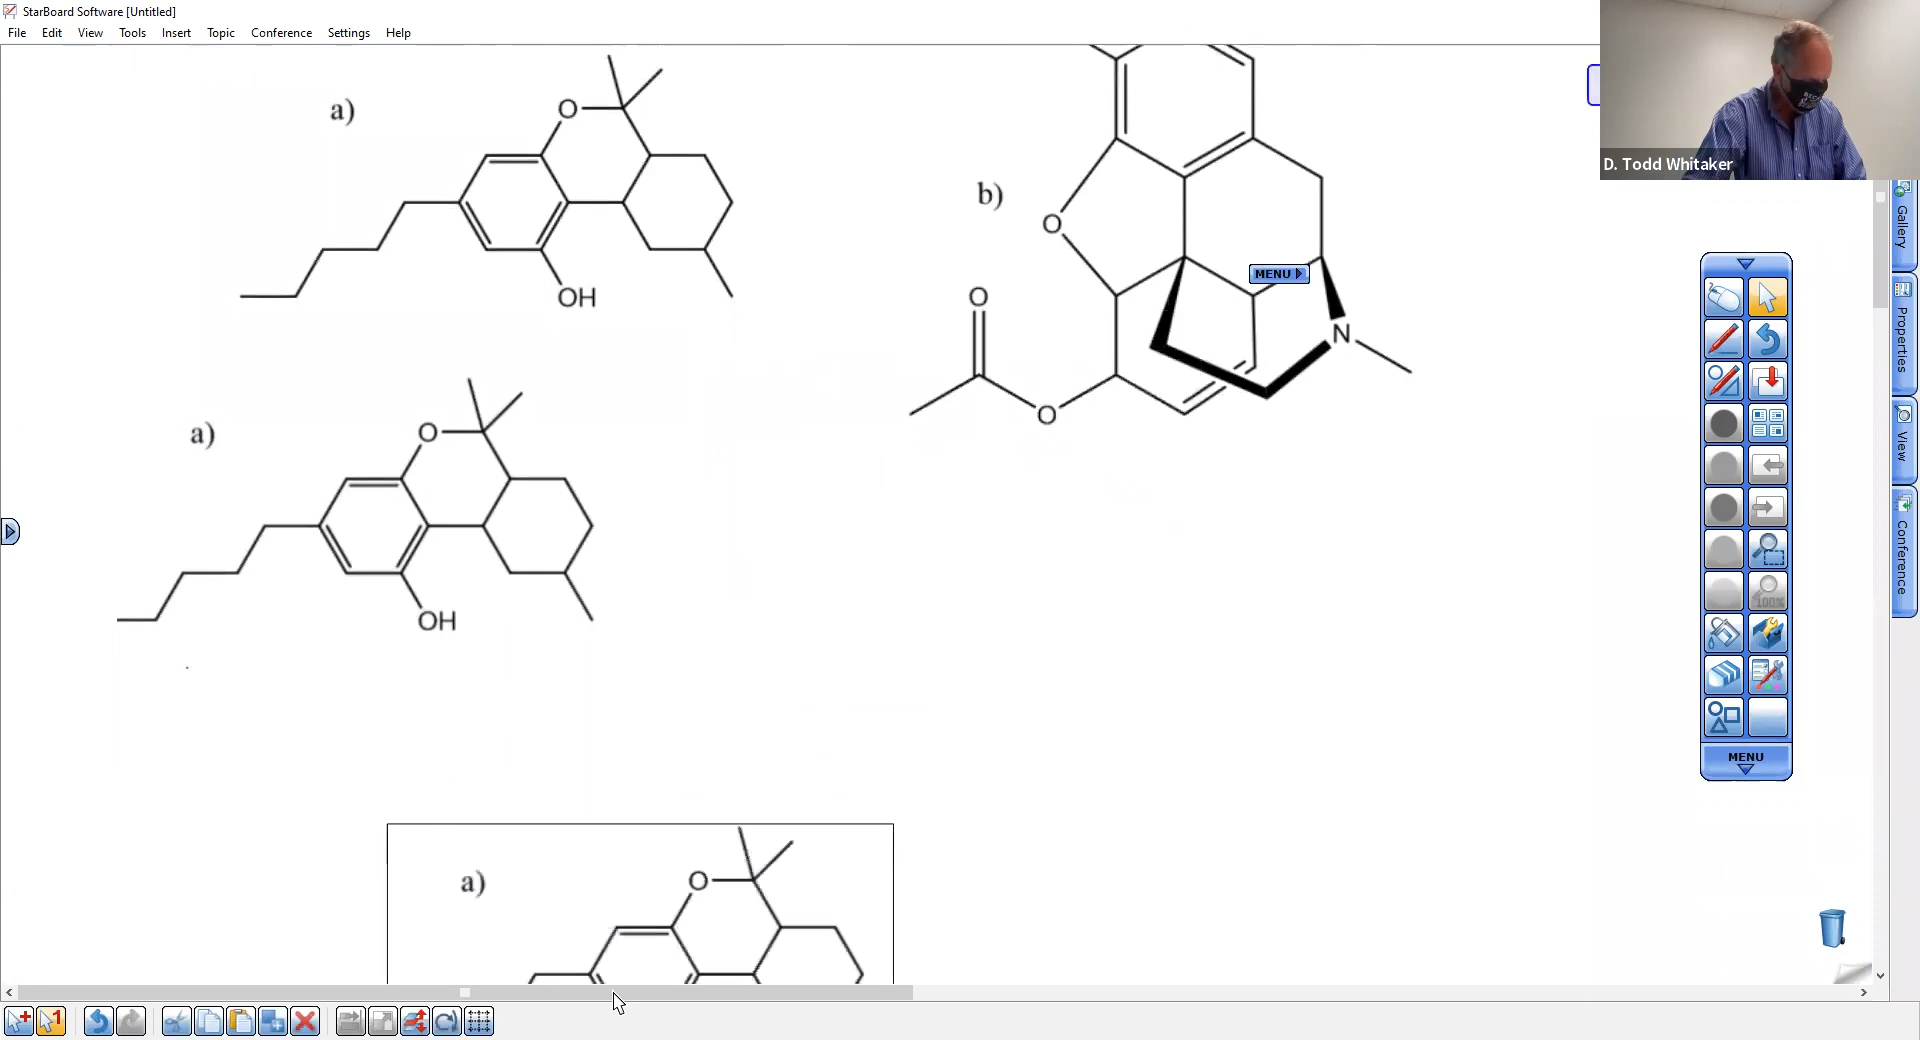 StarBoard Software [Untitled]
File Edit View Tools Insert Topic Conference Settings Help
a)
O
OH
b)
O
MENU
N
O
O
a)
O
OH
a)
O
D. Todd Whitaker
Gallery
Properties
View
Conference
100%
MENU